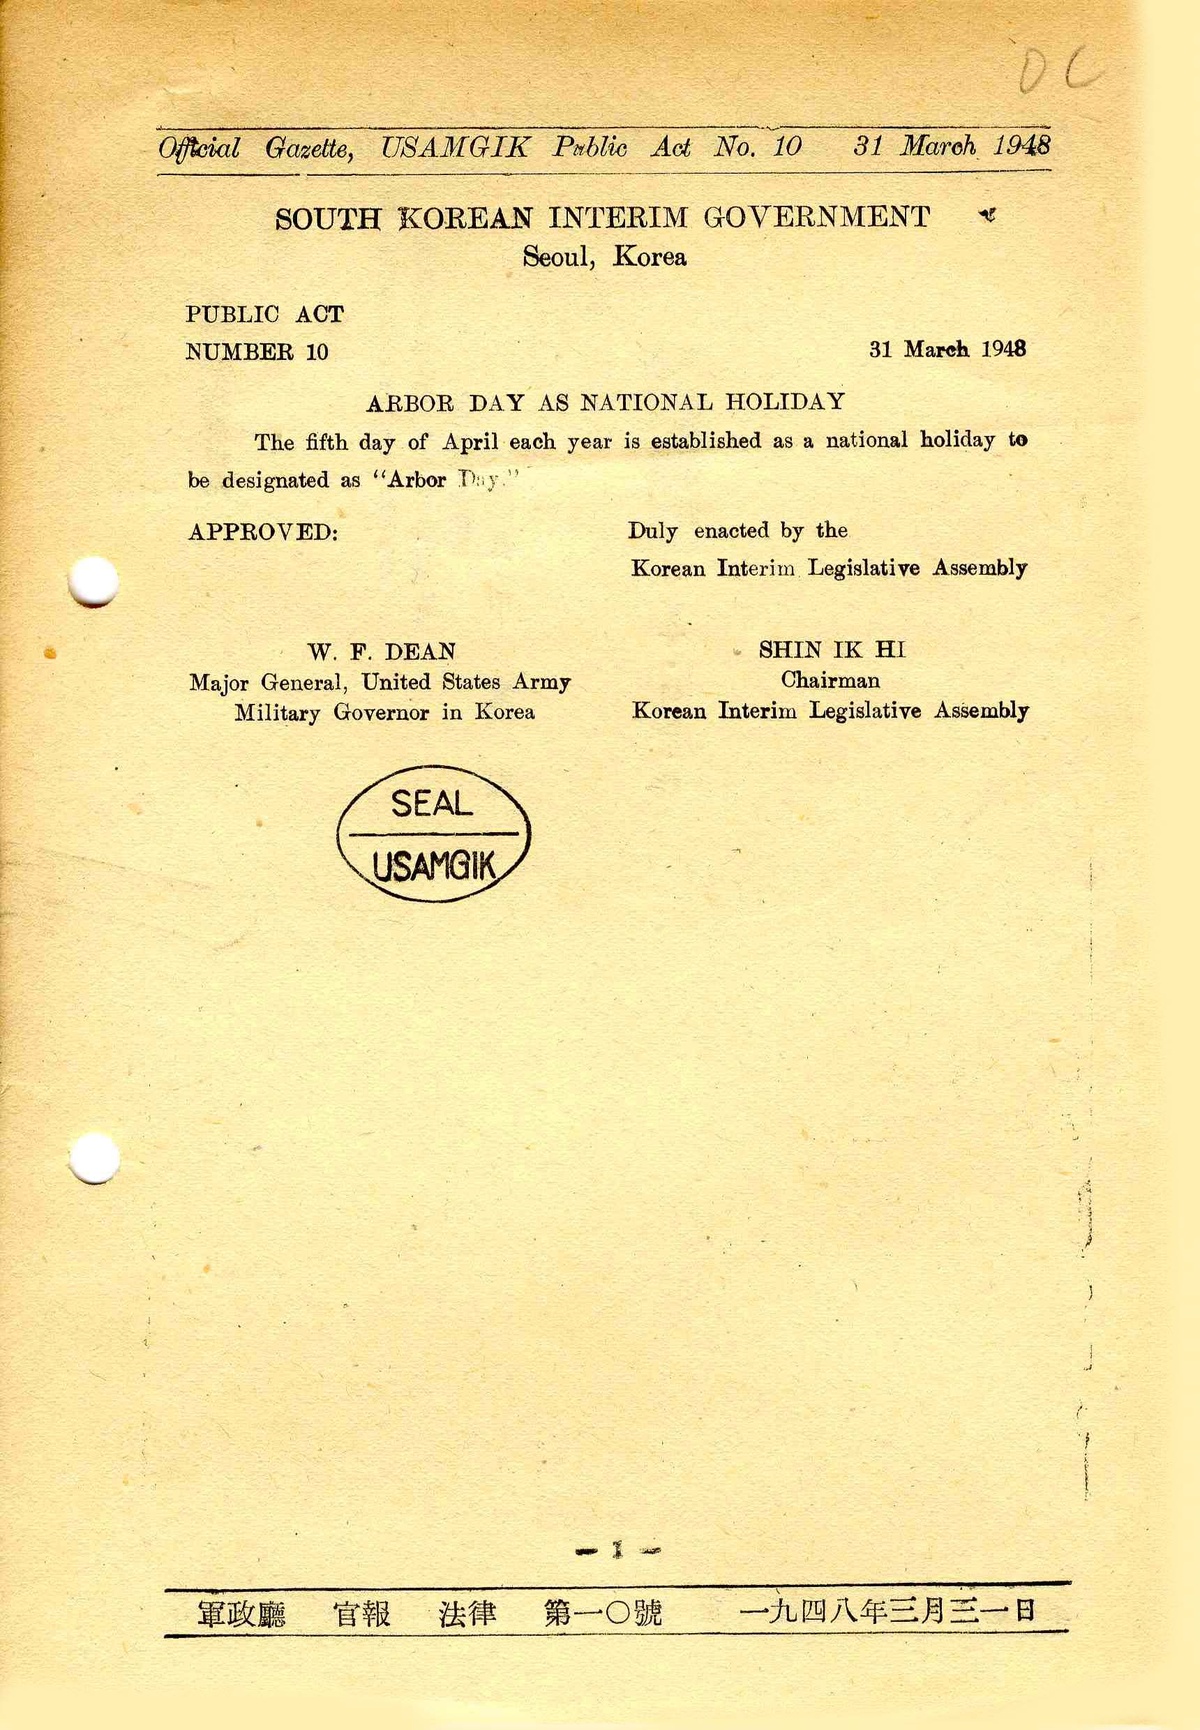 DC
Official Gazette, USAMGIK Public Act No. 10 31 March 1948
SOUTH KOREAN INTERIM GOVERNMENT
Seoul, Korea
PUBLIC ACT
NUMBER 10 31 March 1948
ARBOR DAY AS NATIONAL HOLIDAY
The fifth day of April each year is established as a national holiday to
be designated as “Arbor Day.”
APPROVED: Duly enacted by the
Korean Interim Legislative Assembly
W. F. DEAN
Major General, United States Army
Military Governor in Korea
SHIN IK HI
Chairman
Korean Interim Legislative Assembly
SEAL
USAMGIK
— 1 —
軍政廳 官報 法律 第一〇號 一九四八年三月三一日